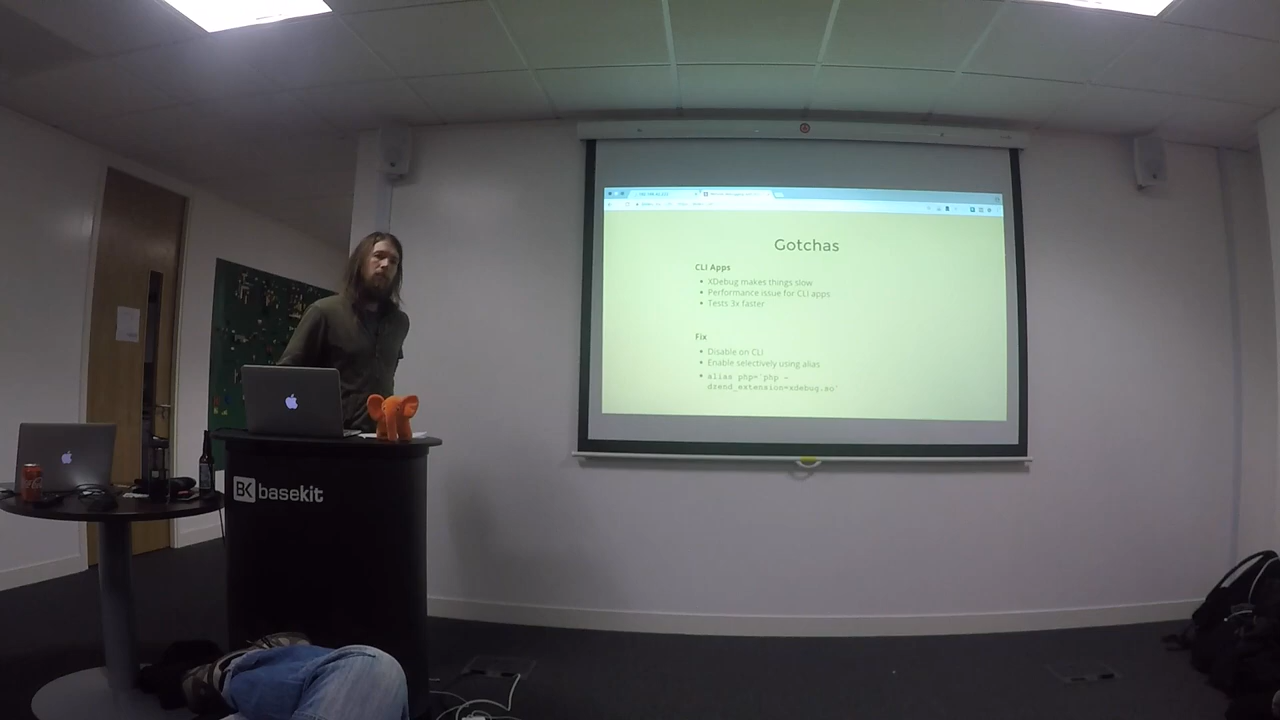 Gotchas
CLI Apps
XDebug makes things slow
Performance issue for CLI apps
Tests 3x faster
Fix
Disable on CLI
Enable selectively using alias
alias php='php -
dzend_extension=xdebug.so'
BK basekit